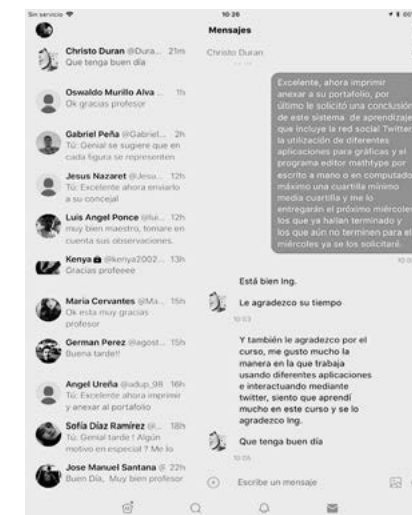 Sin servicio
10:26
Mensajes
Christo Duran @Dura... 21m
Que tenga buen día
Oswaldo Murillo Alva ... 1h
Ok gracias profesor
Gabriel Peña @Gabriel... 2h
Tú: Genial se sugiere que en
cada figura se representen
Jesus Nazaret @Jesu... 12h
Tú: Excelente ahora enviarlo
a su concejal
Luis Angel Ponce @lui... 12h
muy bien maestro, tomare en
cuenta sus observaciones.
Kenya @kenya2002... 13h
Gracias profeeee
Maria Cervantes @Ma... 15h
Ok esta muy gracias
profesor
German Perez @agost... 15h
Buena tarde!!
Angel Ureña @adup_98 16h
Tú: Excelente ahora imprimir
y anexar al portafolio
Sofía Díaz Ramírez @... 18h
Tú: Genial tarde ! Algún
motivo en especial ? Me lo
Jose Manuel Santana @ 22h
Buen Día, Muy bien profesor
Christo Duran
Excelente, ahora imprimir
anexar a su portafolio, por
último le solicitó una conclusión
de este sistema de aprendizaje
que incluye la red social Twitter
la utilización de diferentes
aplicaciones para gráficas y el
programa editor mathtype por
escrito a mano o en computado
máximo una cuartilla mínimo
media cuartilla y me lo
entregarán el próximo miércoles
los que ya hallan terminado y
los que aún no terminen para el
miércoles ya se los solicitaré.
Está bien Ing.
Le agradezco su tiempo
10:03
Y también le agradezco por el
curso, me gusto mucho la
manera en la que trabaja
usando diferentes aplicaciones
e interactuando mediante
twitter, siento que aprendí
mucho en este curso y se lo
agradezco Ing.
Que tenga buen día
10:05
Escribe un mensaje